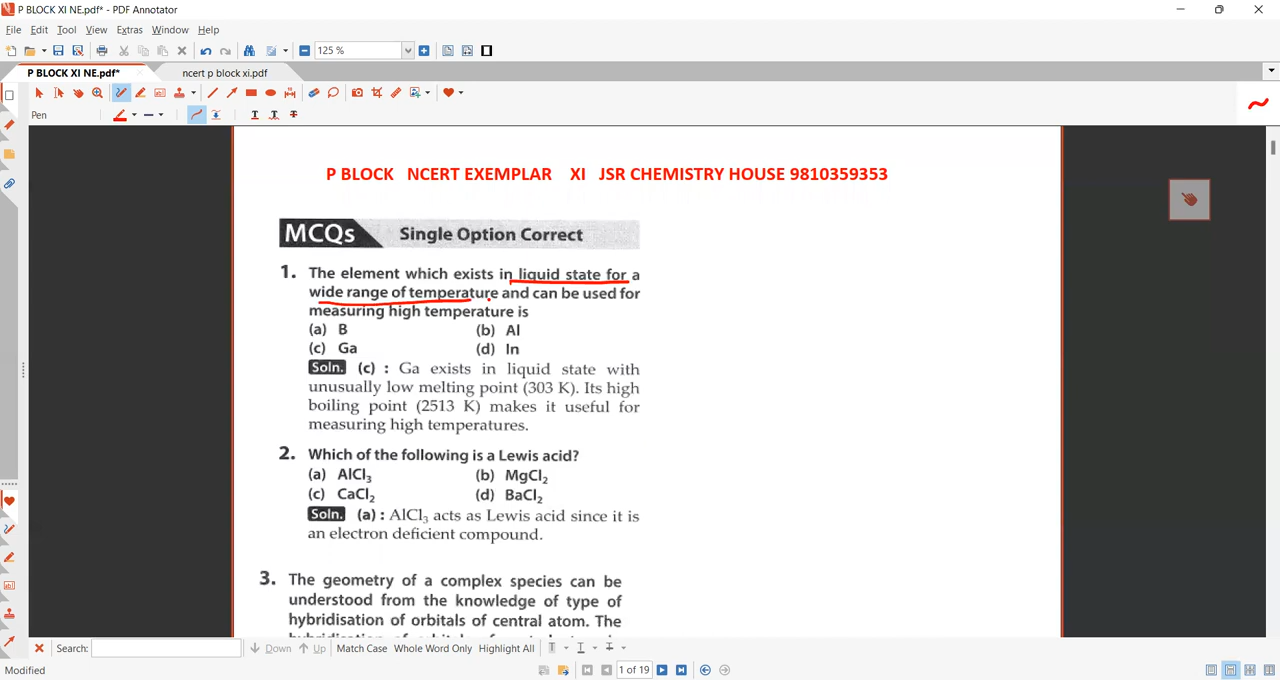 P BLOCK XI NE.pdf* - PDF Annotator
File Edit Tool View Extras Window Help
125 %
P BLOCK XI NE.pdf* ncert p block xi.pdf
Pen
P BLOCK NCERT EXEMPLAR XI JSR CHEMISTRY HOUSE 9810359353
MCQs Single Option Correct
1. The element which exists in liquid state for a
wide range of temperature and can be used for
measuring high temperature is
(a) B (b) Al
(c) Ga (d) In
Soln. (c) : Ga exists in liquid state with
unusually low melting point (303 K). Its high
boiling point (2513 K) makes it useful for
measuring high temperatures.
2. Which of the following is a Lewis acid?
(a) AlCl3 (b) MgCl2
(c) CaCl2 (d) BaCl2
Soln. (a) : AlCl3 acts as Lewis acid since it is
an electron deficient compound.
3. The geometry of a complex species can be
understood from the knowledge of type of
hybridisation of orbitals of central atom. The
Search: Down Up Match Case Whole Word Only Highlight All
1 of 19
Modified